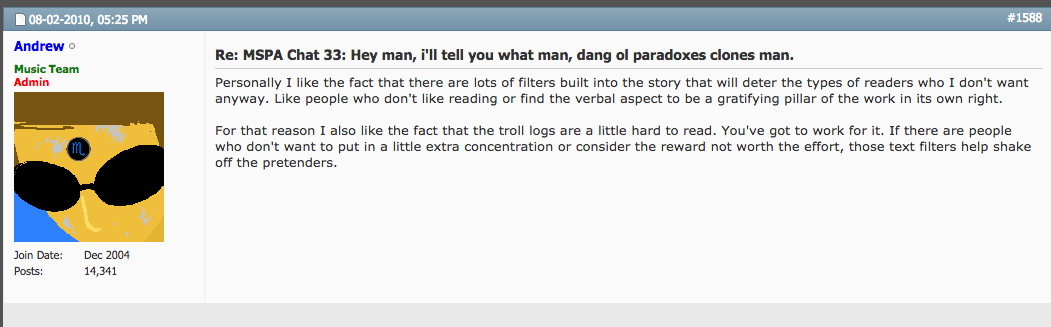 08-02-2010, 05:25 PM
#1588
Andrew
Music Team
Admin
Join Date: Dec 2004
Posts: 14,341
Re: MSPA Chat 33: Hey man, i'll tell you what man, dang ol paradoxes clones man.
Personally I like the fact that there are lots of filters built into the story that will deter the types of readers who I don't want
anyway. Like people who don't like reading or find the verbal aspect to be a gratifying pillar of the work in its own right.
For that reason I also like the fact that the troll logs are a little hard to read. You've got to work for it. If there are people
who don't want to put in a little extra concentration or consider the reward not worth the effort, those text filters help shake
off the pretenders.